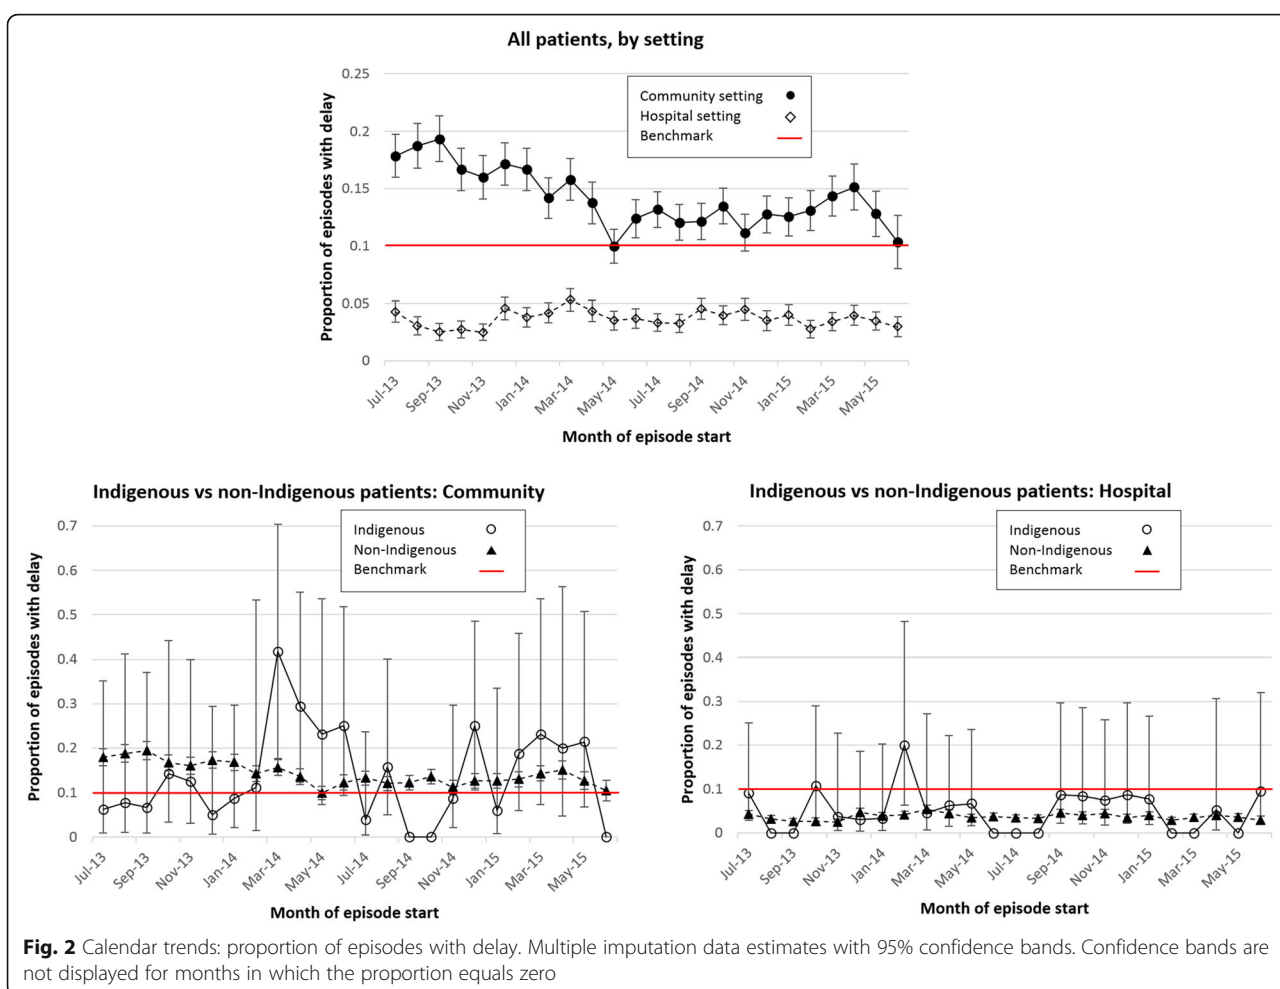 All patients, by setting
0.25
0.2
0.15
0.1
0.05
0
Proportion of episodes with delay
Community setting
Hospital setting
Benchmark
Jul-13
Sep-13
Nov-13
Jan-14
Mar-14
May-14
Jul-14
Sep-14
Nov-14
Jan-15
Mar-15
May-15
Month of episode start
Indigenous vs non-Indigenous patients: Community
0.7
0.6
0.5
0.4
0.3
0.2
0.1
0
Proportion of episodes with delay
Indigenous
Non-Indigenous
Benchmark
Jul-13
Sep-13
Nov-13
Jan-14
Mar-14
May-14
Jul-14
Sep-14
Nov-14
Jan-15
Mar-15
May-15
Month of episode start
Indigenous vs non-Indigenous patients: Hospital
0.7
0.6
0.5
0.4
0.3
0.2
0.1
0
Proportion of episodes with delay
Indigenous
Non-Indigenous
Benchmark
Jul-13
Sep-13
Nov-13
Jan-14
Mar-14
May-14
Jul-14
Sep-14
Nov-14
Jan-15
Mar-15
May-15
Month of episode start
Fig. 2 Calendar trends: proportion of episodes with delay. Multiple imputation data estimates with 95% confidence bands. Confidence bands are
not displayed for months in which the proportion equals zero